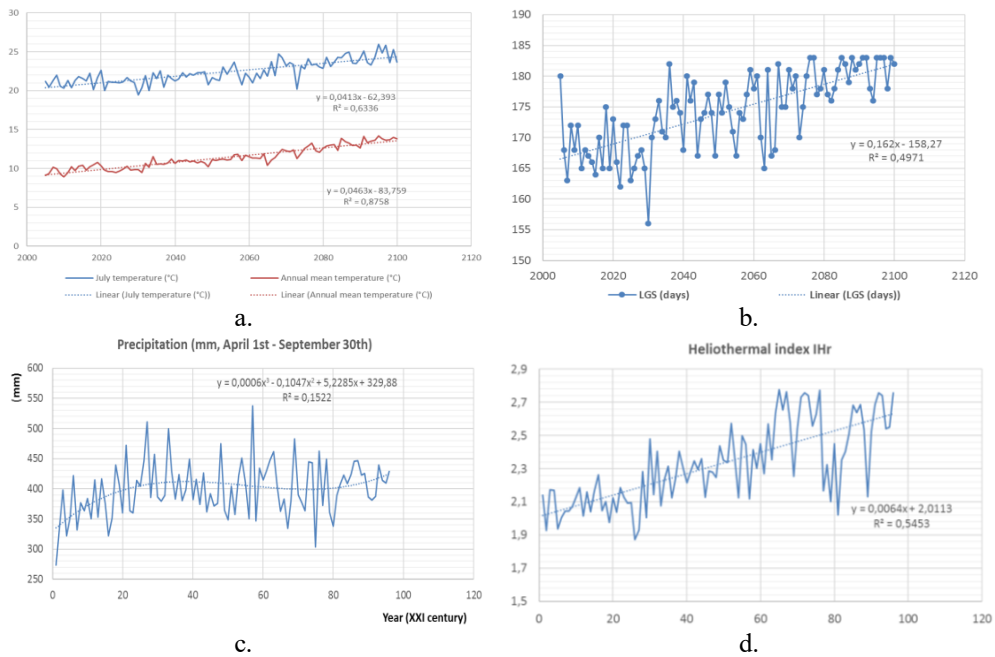 30
25
20
15
10
5
0
y = 0,0413x - 62,393
R² = 0,6336
y = 0,0463x - 83,759
R² = 0,8758
2000 2020 2040 2060 2080 2100 2120
July temperature (°C) Annual mean temperature (°C)
Linear (July temperature (°C)) Linear (Annual mean temperature (°C))
a.
190
185
180
175
170
165
160
155
150
y = 0,162x - 158,27
R² = 0,4971
2000 2020 2040 2060 2080 2100 2120
LGS (days) Linear (LGS (days))
b.
Precipitation (mm, April 1st - September 30th)
(mm)
600
550
500
450
400
350
300
250
y = 0,0006x³ - 0,1047x² + 5,2285x + 329,88
R² = 0,1522
0 20 40 60 80 100 120
Year (XXI century)
c.
Heliothermal index IHr
2,9
2,7
2,5
2,3
2,1
1,9
1,7
1,5
y = 0,0064x + 2,0113
R² = 0,5453
0 20 40 60 80 100 120
d.